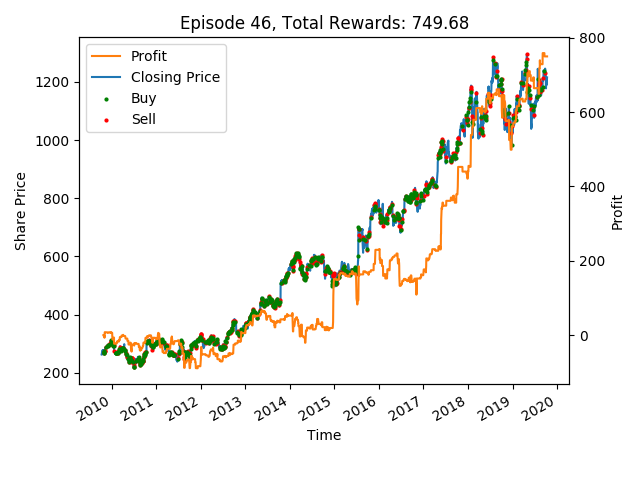 Episode 46, Total Rewards: 749.68
Profit
Closing Price
Buy
Sell
Share Price
1200
1000
800
600
400
200
800
600
400
200
0
Profit
2010
2011
2012
2013
2014
2015
2016
2017
2018
2019
2020
Time